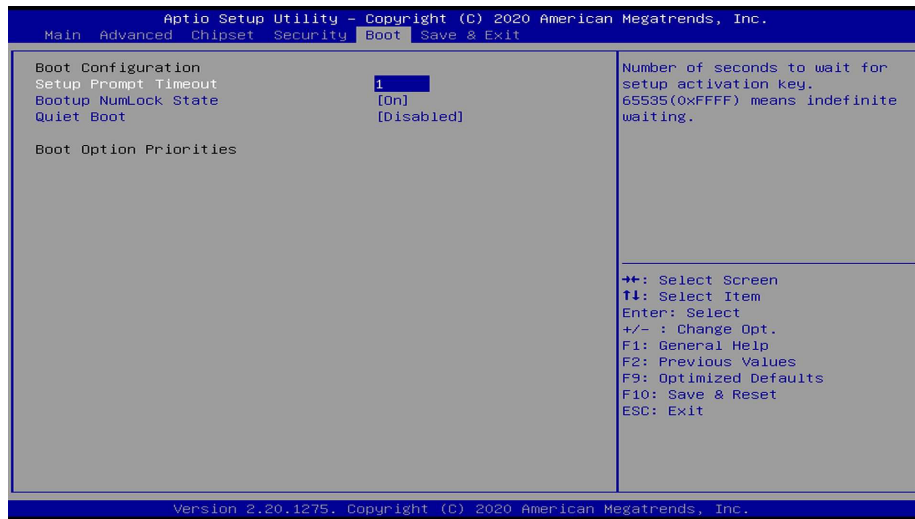 Aptio Setup Utility – Copyright (C) 2020 American Megatrends, Inc.
Main Advanced Chipset Security Boot Save & Exit
Boot Configuration
Setup Prompt Timeout 1
Bootup NumLock State [On]
Quiet Boot [Disabled]
Boot Option Priorities
Number of seconds to wait for
setup activation key.
65535(0xFFFF) means indefinite
waiting.
→←: Select Screen
↑↓: Select Item
Enter: Select
+/- : Change Opt.
F1: General Help
F2: Previous Values
F9: Optimized Defaults
F10: Save & Reset
ESC: Exit
Version 2.20.1275. Copyright (C) 2020 American Megatrends, Inc.